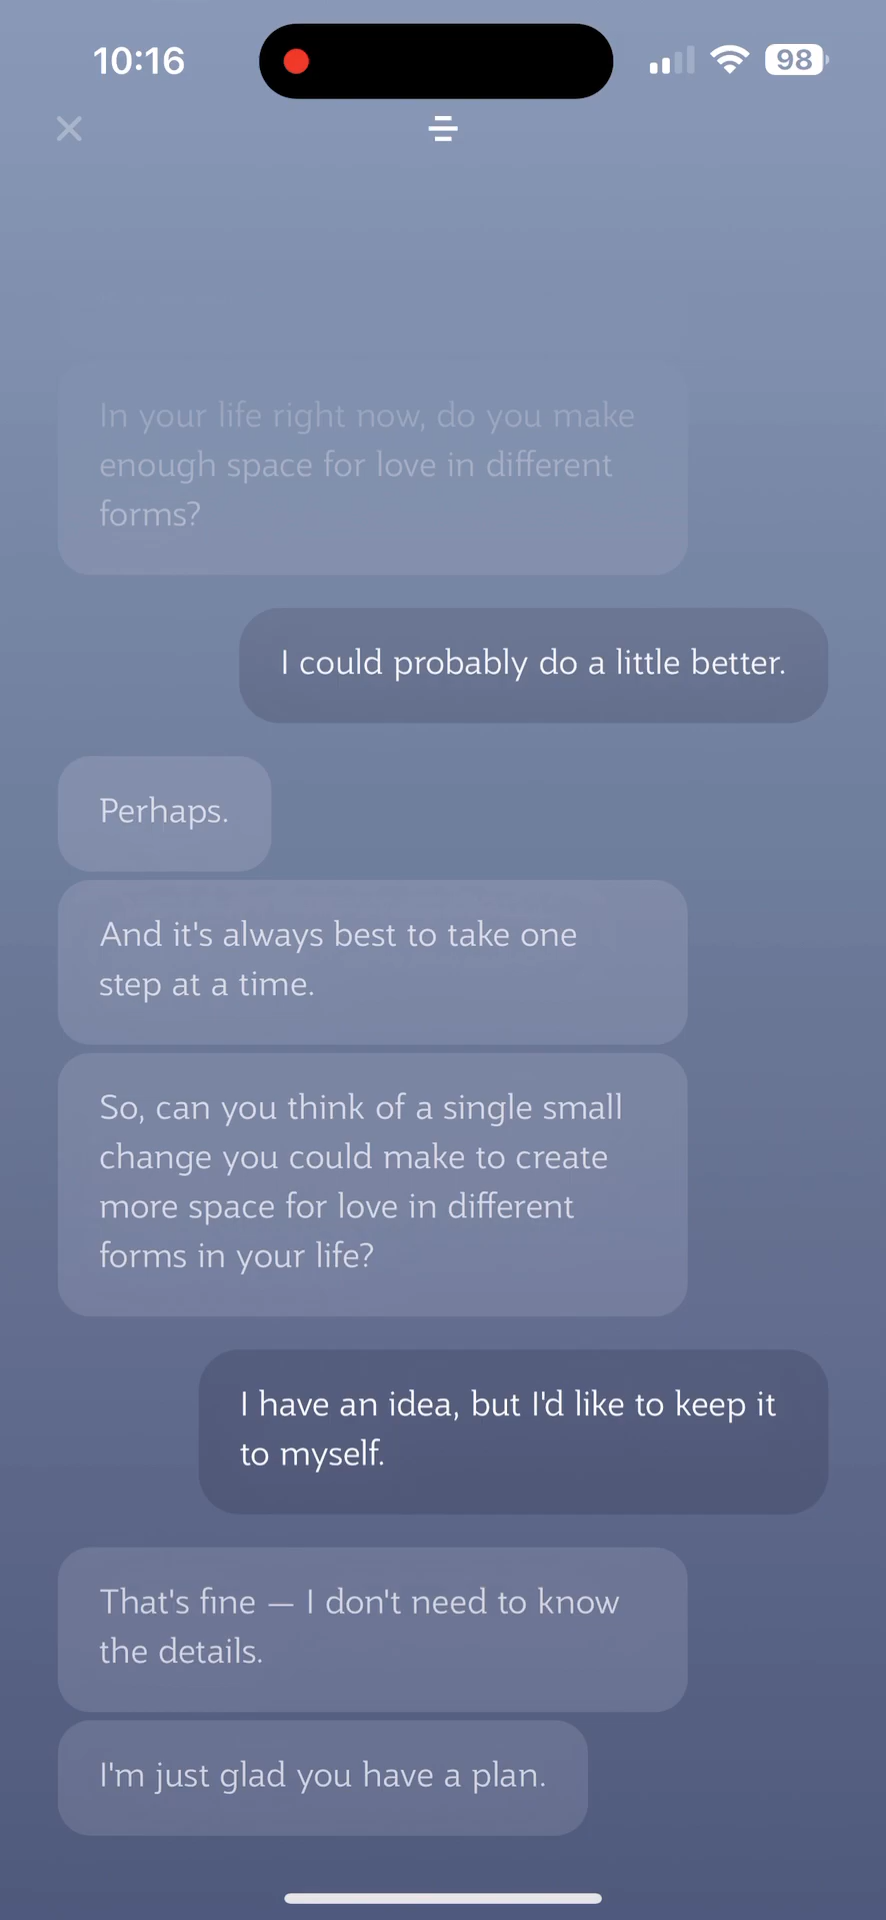 10:16
98
In your life right now, do you make
enough space for love in different
forms?
I could probably do a little better.
Perhaps.
And it's always best to take one
step at a time.
So, can you think of a single small
change you could make to create
more space for love in different
forms in your life?
I have an idea, but I'd like to keep it
to myself.
That's fine — I don't need to know
the details.
I'm just glad you have a plan.